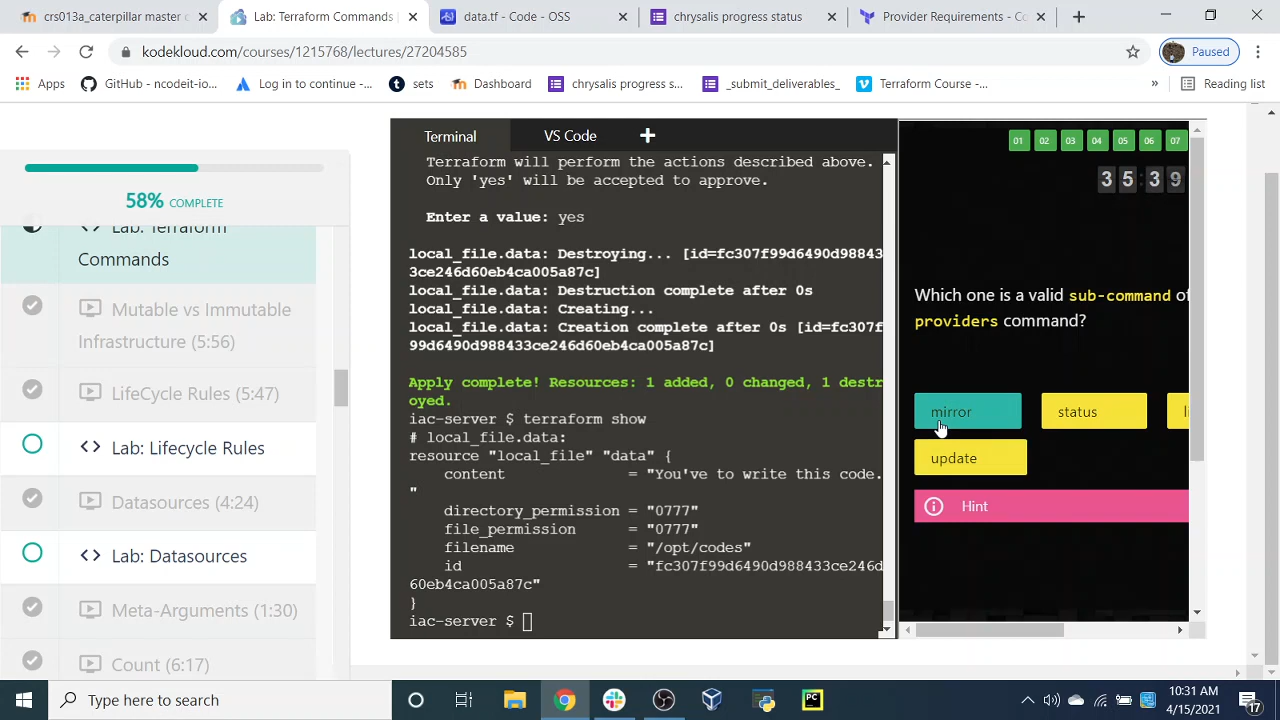 crs013a_caterpillar master
Lab: Terraform Commands
data.tf - Code - OSS
chrysalis progress status
Provider Requirements - Co
kodekloud.com/courses/1215768/lectures/27204585
Paused
Apps
GitHub - ncodeit-io...
Log in to continue -...
sets
Dashboard
chrysalis progress s...
_submit_deliverables_
Terraform Course -...
»
Reading list
58% COMPLETE
Lab: Terraform
Commands
Mutable vs Immutable
Infrastructure (5:56)
LifeCycle Rules (5:47)
Lab: Lifecycle Rules
Datasources (4:24)
Lab: Datasources
Meta-Arguments (1:30)
Count (6:17)
Terminal
VS Code
Terraform will perform the actions described above.
Only 'yes' will be accepted to approve.
Enter a value: yes
local_file.data: Destroying... [id=fc307f99d6490d98843
3ce246d60eb4ca005a87c]
local_file.data: Destruction complete after 0s
local_file.data: Creating...
local_file.data: Creation complete after 0s [id=fc307f
99d6490d988433ce246d60eb4ca005a87c]
Apply complete! Resources: 1 added, 0 changed, 1 destr
oyed.
iac-server $ terraform show
# local_file.data:
resource "local_file" "data" {
content = "You've to write this code.
"
directory_permission = "0777"
file_permission = "0777"
filename = "/opt/codes"
id = "fc307f99d6490d988433ce246d
60eb4ca005a87c"
}
iac-server $
01 02 03 04 05 06 07
35:39
Which one is a valid sub-command of
providers command?
mirror
status
update
Hint
Type here to search
10:31 AM
4/15/2021
17